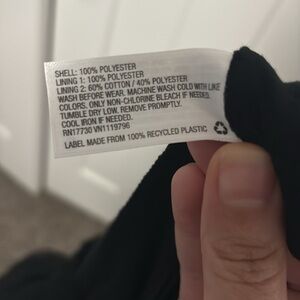 SHELL: 100% POLYESTER
LINING 1: 100% POLYESTER
LINING 2: 60% COTTON / 40% POLYESTER
WASH BEFORE WEAR. MACHINE WASH COLD WITH LIKE
COLORS. ONLY NON-CHLORINE BLEACH IF NEEDED.
TUMBLE DRY LOW. REMOVE PROMPTLY.
COOL IRON IF NEEDED.
RN17730 VN1119796
LABEL MADE FROM 100% RECYCLED PLASTIC